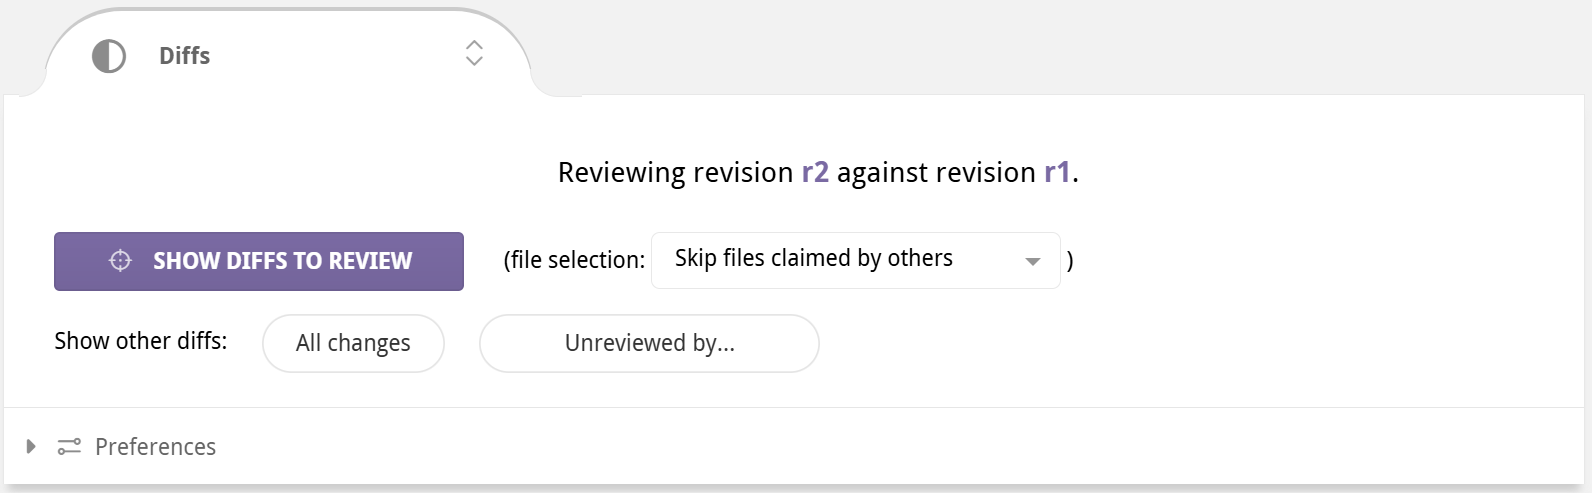 Diffs
Reviewing revision r2 against revision r1.
SHOW DIFFS TO REVIEW (file selection: Skip files claimed by others )
Show other diffs: All changes Unreviewed by...
Preferences